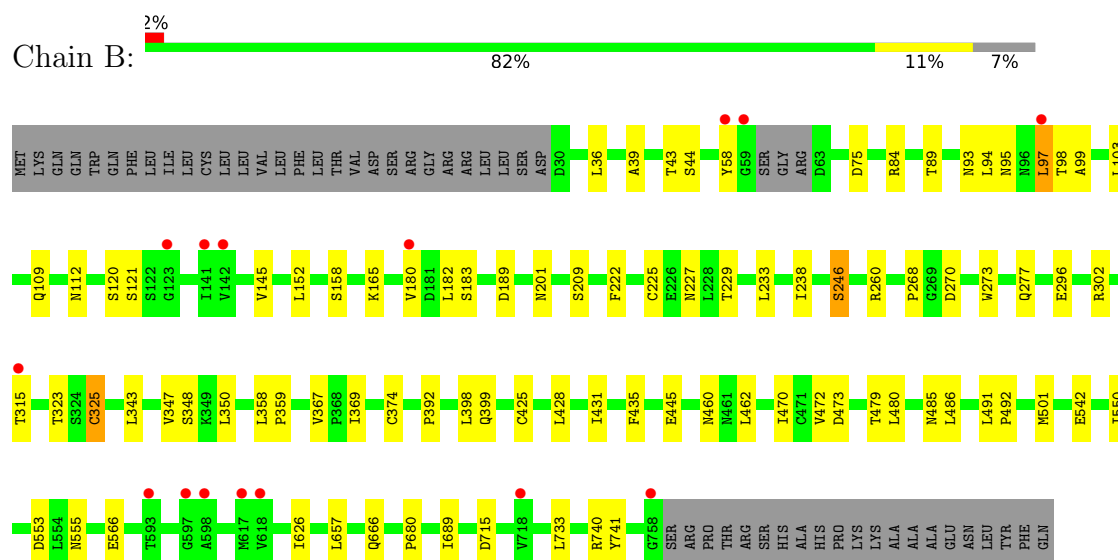 2%
Chain B:
82% 11% 7%
MET LYS GLN GLN TRP GLN PHE LEU ILE LEU CYS LEU LEU VAL LEU PHE LEU THR VAL ASP SER ARG GLY ARG ARG LEU LEU SER ASP D30 L36 A39 T43 S44 Y58 G59 SER GLY ARG D63 D75 R84 T89 N93 L94 N95 N96 L97 T98 A99 L103
Q109 N112 S120 S121 S122 G123 I141 V142 V145 L152 S158 K165 V180 D181 L182 S183 D189 N201 S209 F222 C225 E226 N227 L228 T229 L233 I238 S246 R260 P268 G269 D270 W273 Q277 E296 R302
T315 T323 S324 C325 L343 V347 S348 K349 L350 L358 P359 V367 P368 I369 C374 P392 L398 Q399 C425 L428 I431 F435 E445 N460 N461 L462 I470 C471 V472 D473 T479 L480 N485 L486 L491 P492 M501 E542
D553 L554 N555 E566 T593 G597 A598 M617 V618 I626 L657 Q666 P680 I689 D715 V718 L733 R740 Y741 G758 SER ARG PRO THR ARG SER HIS ALA HIS PRO LYS LYS ALA ALA ALA GLU ASN LEU TYR PHE GLN